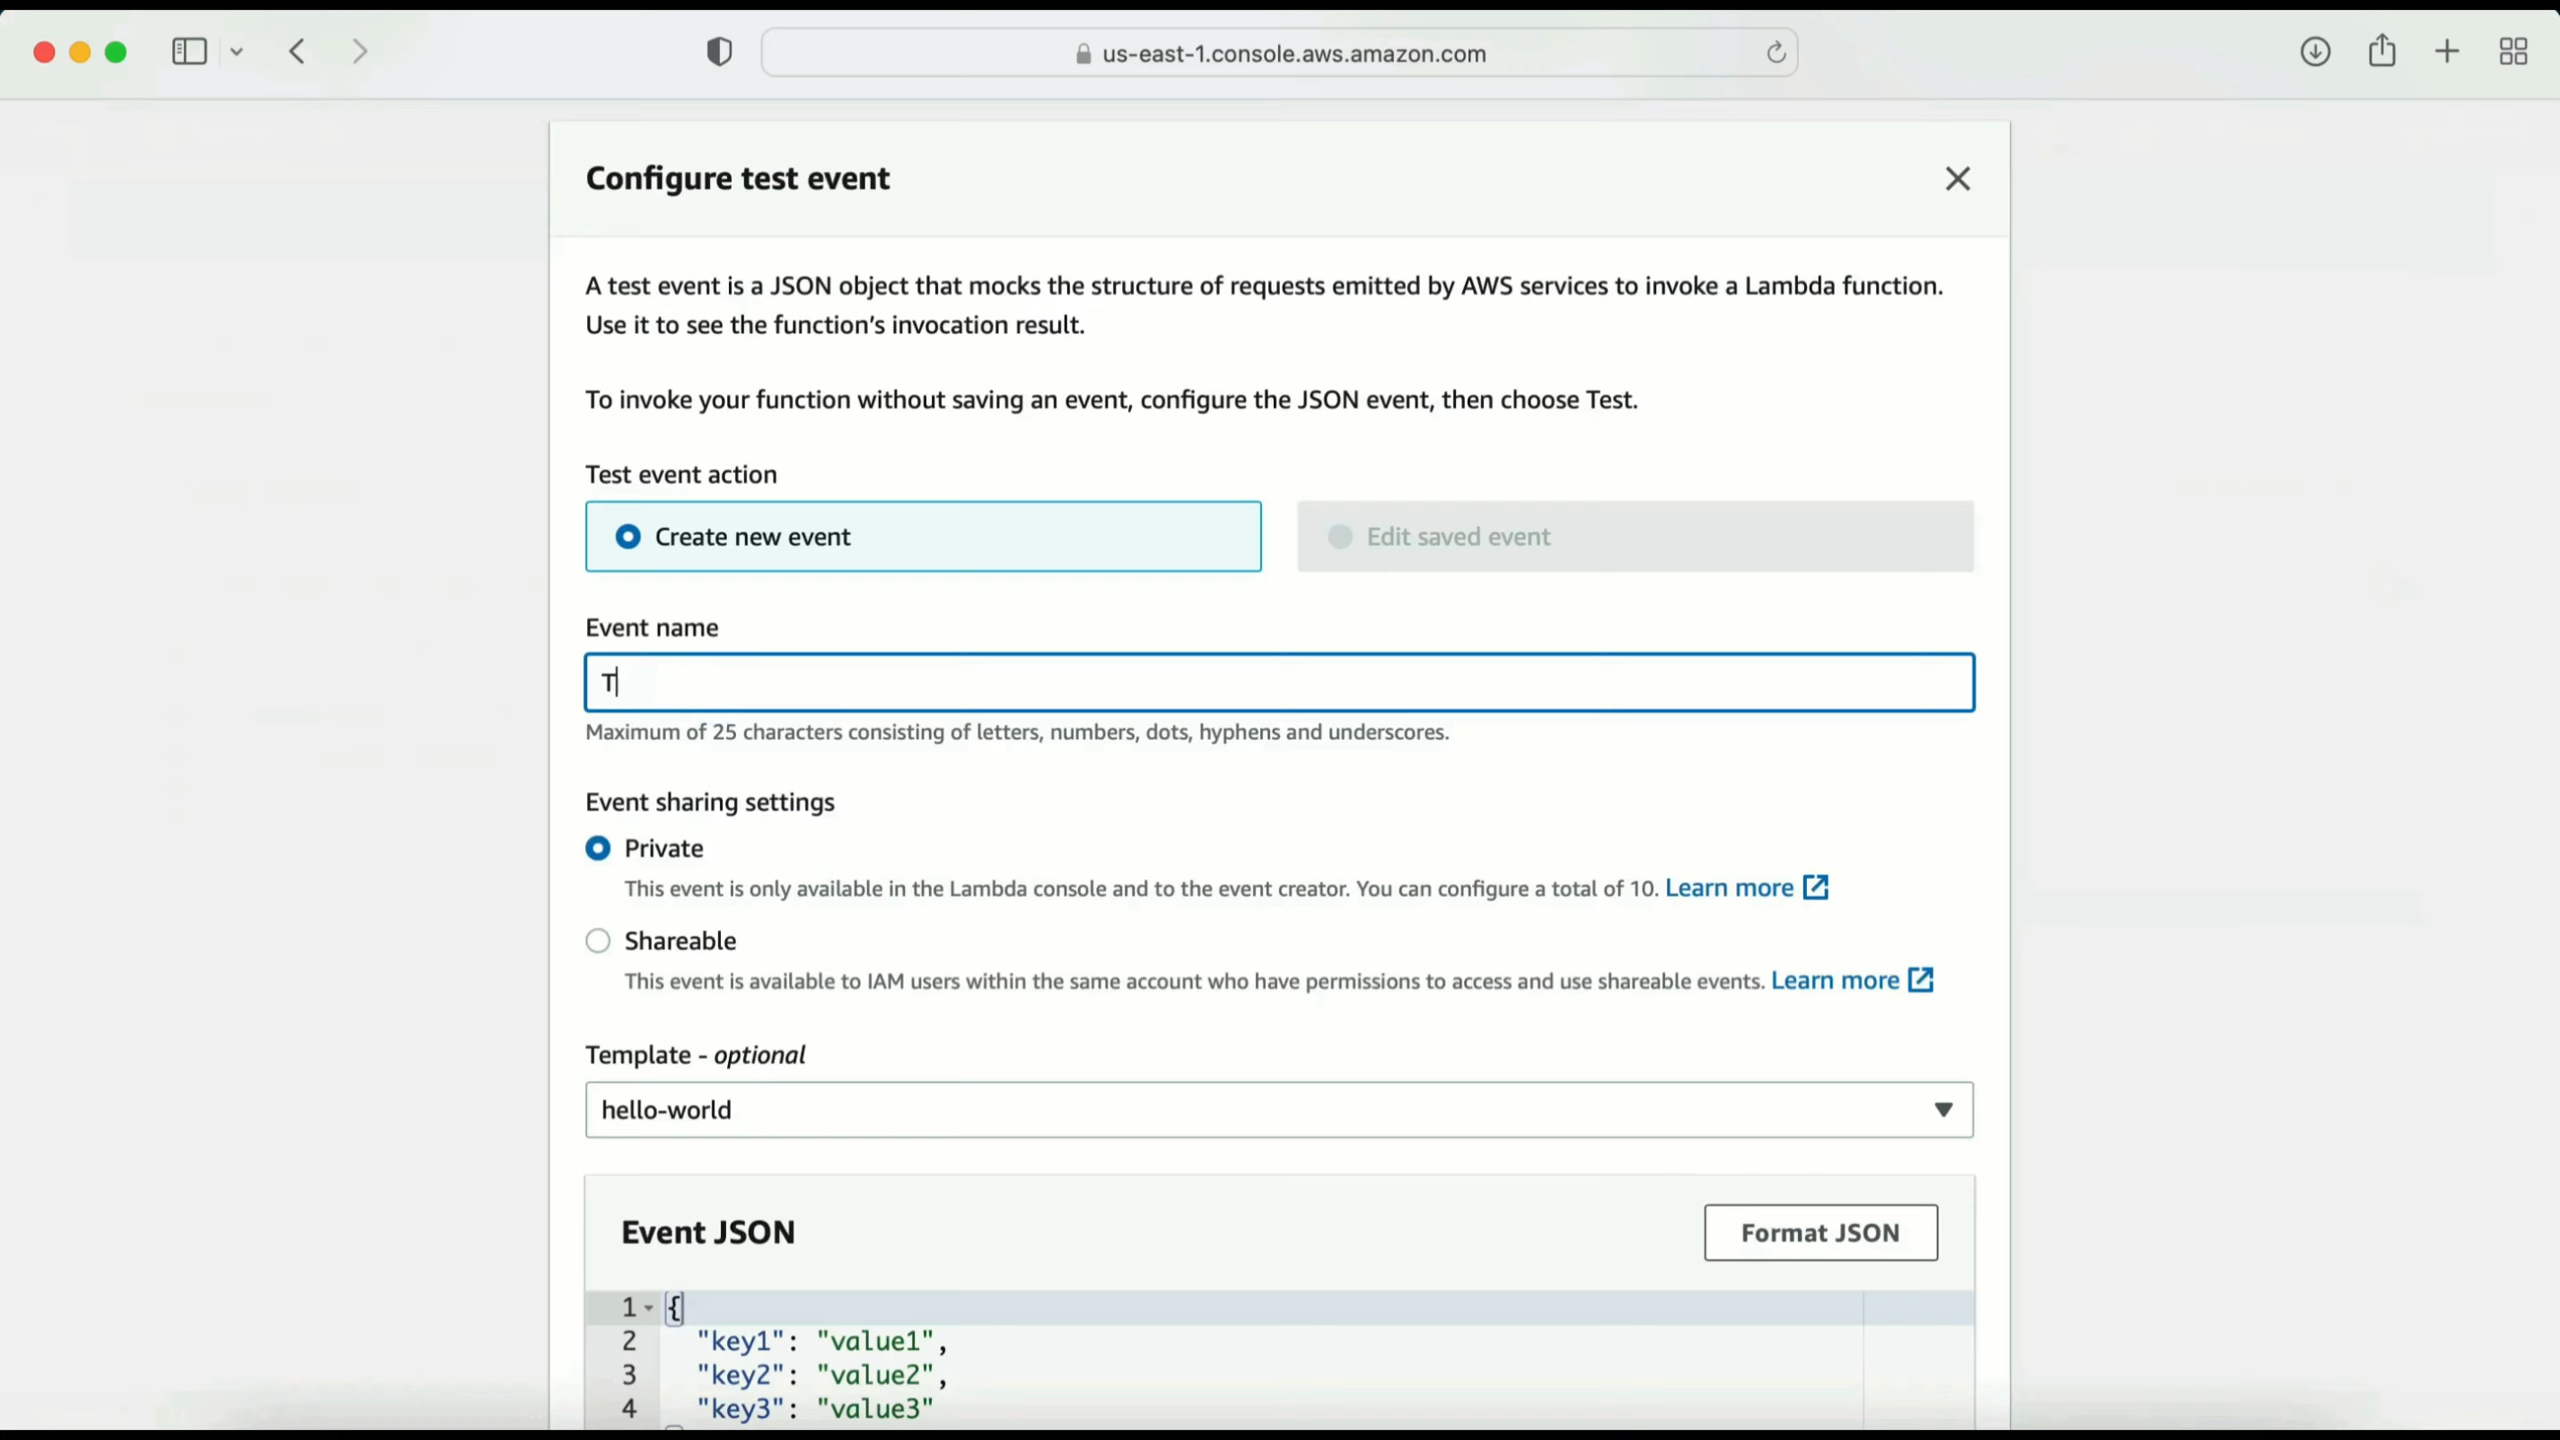 us-east-1.console.aws.amazon.com
Configure test event
A test event is a JSON object that mocks the structure of requests emitted by AWS services to invoke a Lambda function.
Use it to see the function’s invocation result.
To invoke your function without saving an event, configure the JSON event, then choose Test.
Test event action
Create new event
Edit saved event
Event name
T
Maximum of 25 characters consisting of letters, numbers, dots, hyphens and underscores.
Event sharing settings
Private
This event is only available in the Lambda console and to the event creator. You can configure a total of 10. Learn more
Shareable
This event is available to IAM users within the same account who have permissions to access and use shareable events. Learn more
Template - optional
hello-world
Event JSON
Format JSON
1 {
2 "key1": "value1",
3 "key2": "value2",
4 "key3": "value3"